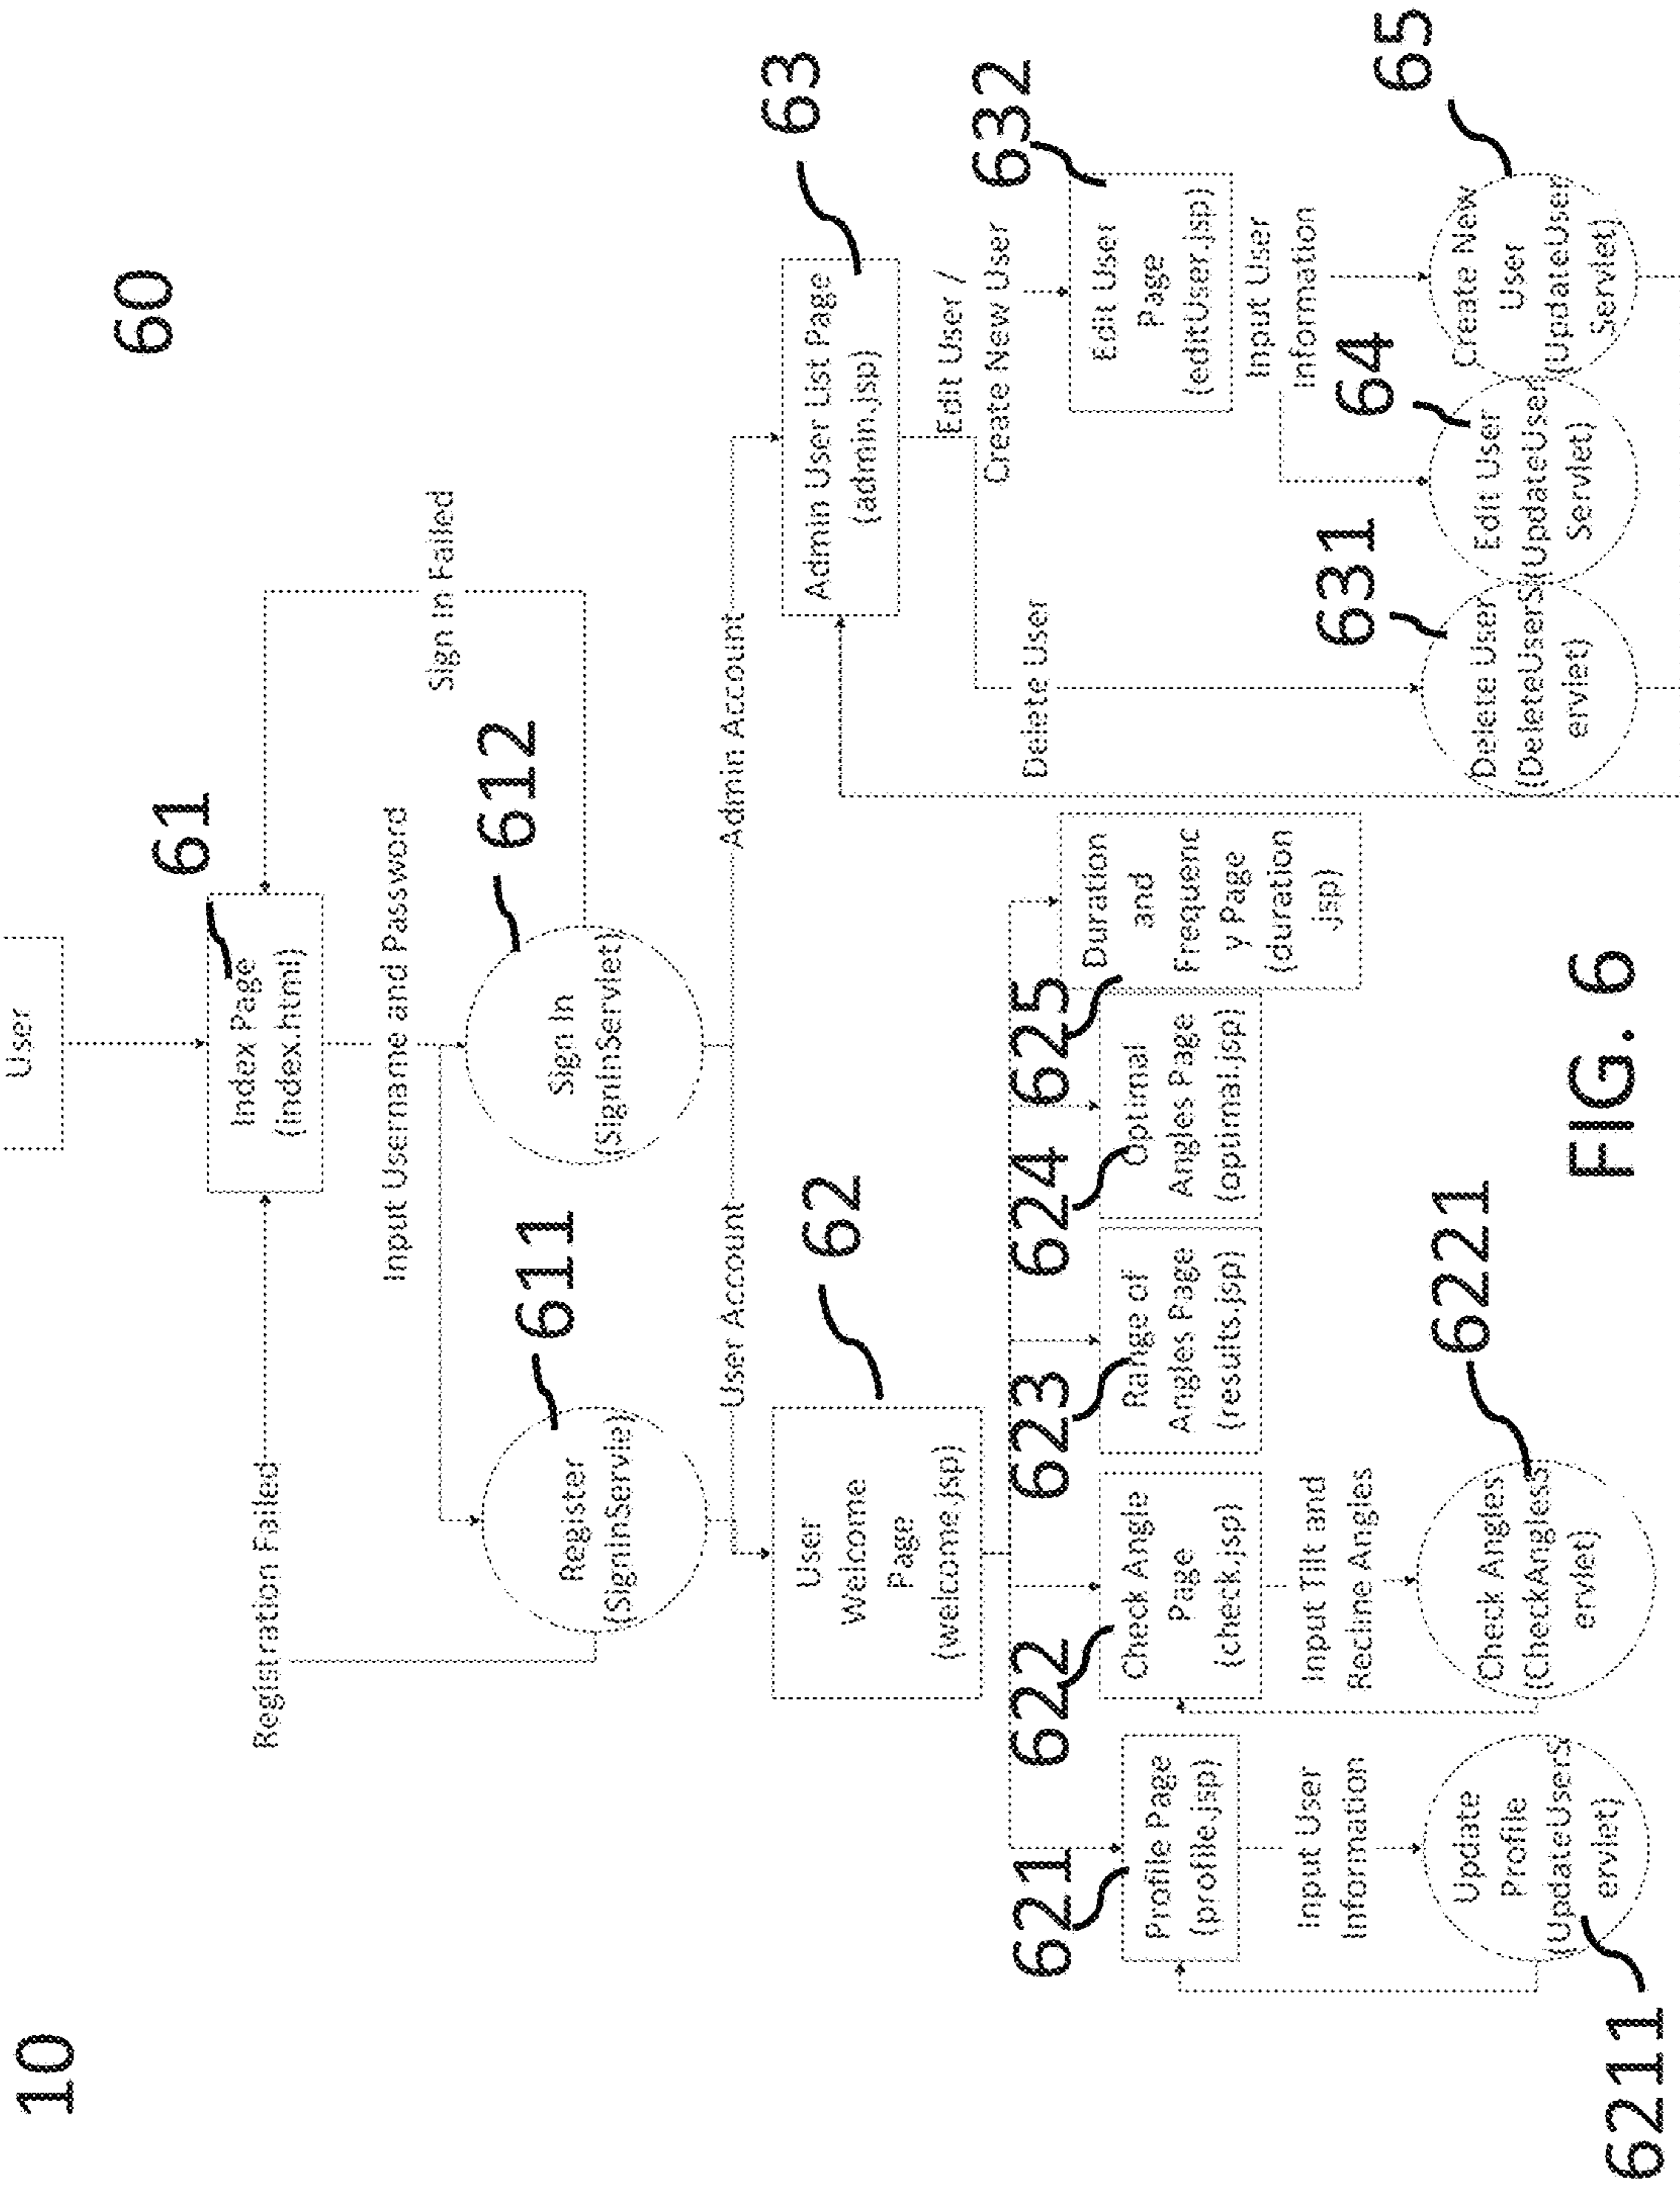 10
60
User
61
Index Page
(index.html)
Registration Failed
Sign In Failed
Input Username and Password
611
612
Register
(SignInServle)
Sign In
(SignInServlet)
User Account
Admin Account
62
63
User
Welcome
Page
(welcome.jsp)
Admin User List Page
(admin.jsp)
Edit User /
Create New User
Delete User
621
622
623
624
625
632
Profile Page
(profile.jsp)
Check Angle
Page
(check.jsp)
Range of
Angles Page
(results.jsp)
Optimal
Angles Page
(optimal.jsp)
Duration
and
Frequenc
y Page
(duration
.jsp)
Edit User
Page
(editUser.jsp)
Input User
Information
Input Tilt and
Recline Angles
Input User
Information
6211
6221
631
64
65
Update
Profile
(UpdateUserS
ervlet)
Check Angles
(CheckAnglesS
ervlet)
Delete User
(DeleteUserS
ervlet)
Edit User
(UpdateUser
Servlet)
Create New
User
(UpdateUser
Servlet)
FIG. 6